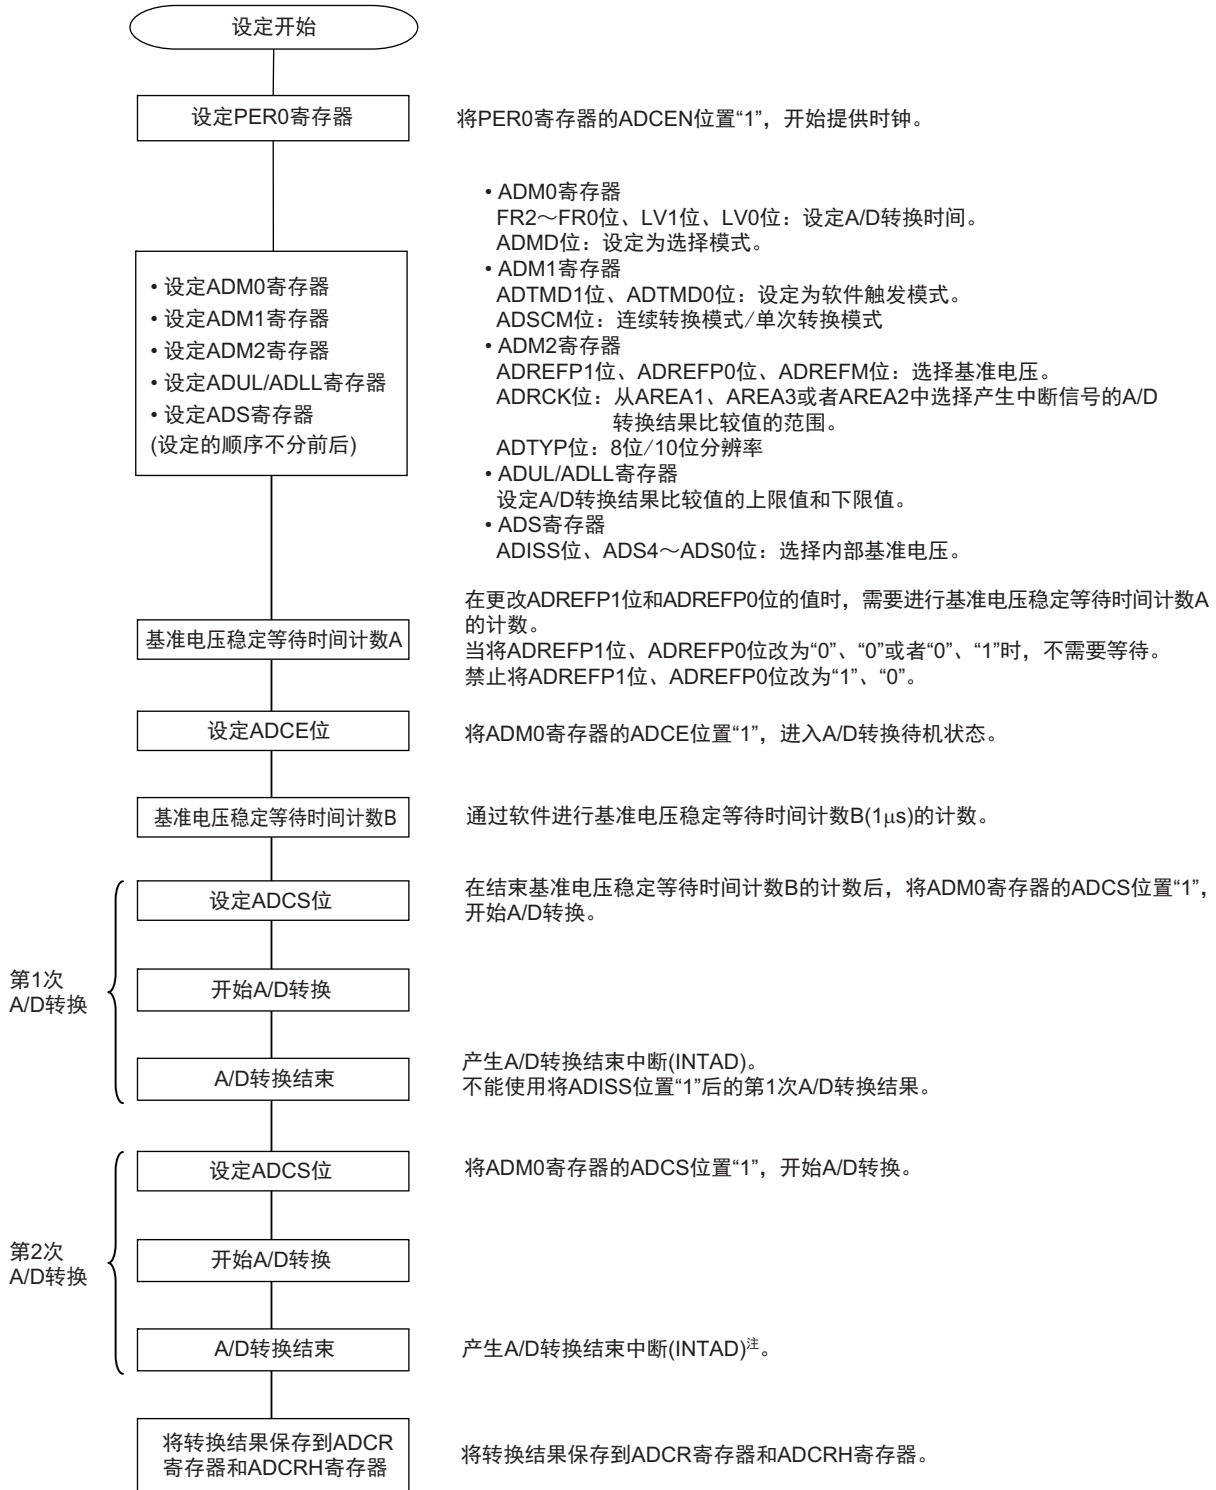 设定开始
设定PER0寄存器
将PER0寄存器的ADCEN位置“1”，开始提供时钟。
• 设定ADM0寄存器
• 设定ADM1寄存器
• 设定ADM2寄存器
• 设定ADUL/ADLL寄存器
• 设定ADS寄存器
(设定的顺序不分前后)
• ADM0寄存器
FR2～FR0位、LV1位、LV0位：设定A/D转换时间。
ADMD位：设定为选择模式。
• ADM1寄存器
ADTMD1位、ADTMD0位：设定为软件触发模式。
ADSCM位：连续转换模式/单次转换模式
• ADM2寄存器
ADREFP1位、ADREFP0位、ADREFM位：选择基准电压。
ADRCK位：从AREA1、AREA3或者AREA2中选择产生中断信号的A/D
转换结果比较值的范围。
ADTYP位：8位/10位分辨率
• ADUL/ADLL寄存器
设定A/D转换结果比较值的上限值和下限值。
• ADS寄存器
ADISS位、ADS4～ADS0位：选择内部基准电压。
基准电压稳定等待时间计数A
在更改ADREFP1位和ADREFP0位的值时，需要进行基准电压稳定等待时间计数A
的计数。
当将ADREFP1位、ADREFP0位改为“0”、“0”或者“0”、“1”时，不需要等待。
禁止将ADREFP1位、ADREFP0位改为“1”、“0”。
设定ADCE位
将ADM0寄存器的ADCE位置“1”，进入A/D转换待机状态。
基准电压稳定等待时间计数B
通过软件进行基准电压稳定等待时间计数B(1μs)的计数。
第1次
A/D转换
设定ADCS位
在结束基准电压稳定等待时间计数B的计数后，将ADM0寄存器的ADCS位置“1”，
开始A/D转换。
开始A/D转换
A/D转换结束
产生A/D转换结束中断(INTAD)。
不能使用将ADISS位置“1”后的第1次A/D转换结果。
第2次
A/D转换
设定ADCS位
将ADM0寄存器的ADCS位置“1”，开始A/D转换。
开始A/D转换
A/D转换结束
产生A/D转换结束中断(INTAD)注。
将转换结果保存到ADCR
寄存器和ADCRH寄存器
将转换结果保存到ADCR寄存器和ADCRH寄存器。